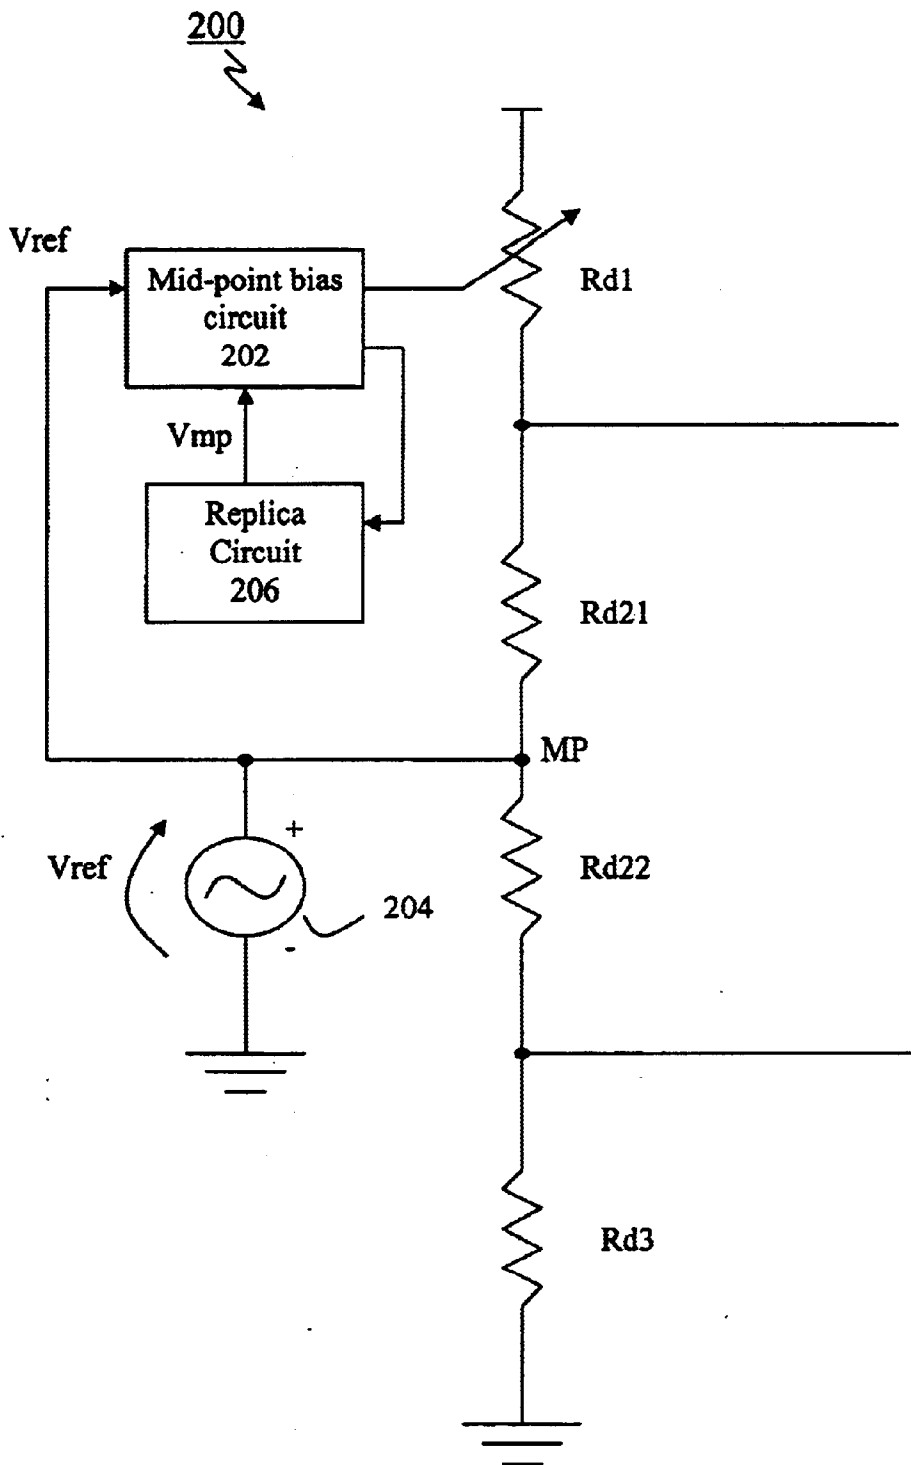 200
Vref
Mid-point bias
circuit
202
Rd1
Vmp
Replica
Circuit
206
Rd21
MP
+
Vref
Rd22
204
-
Rd3